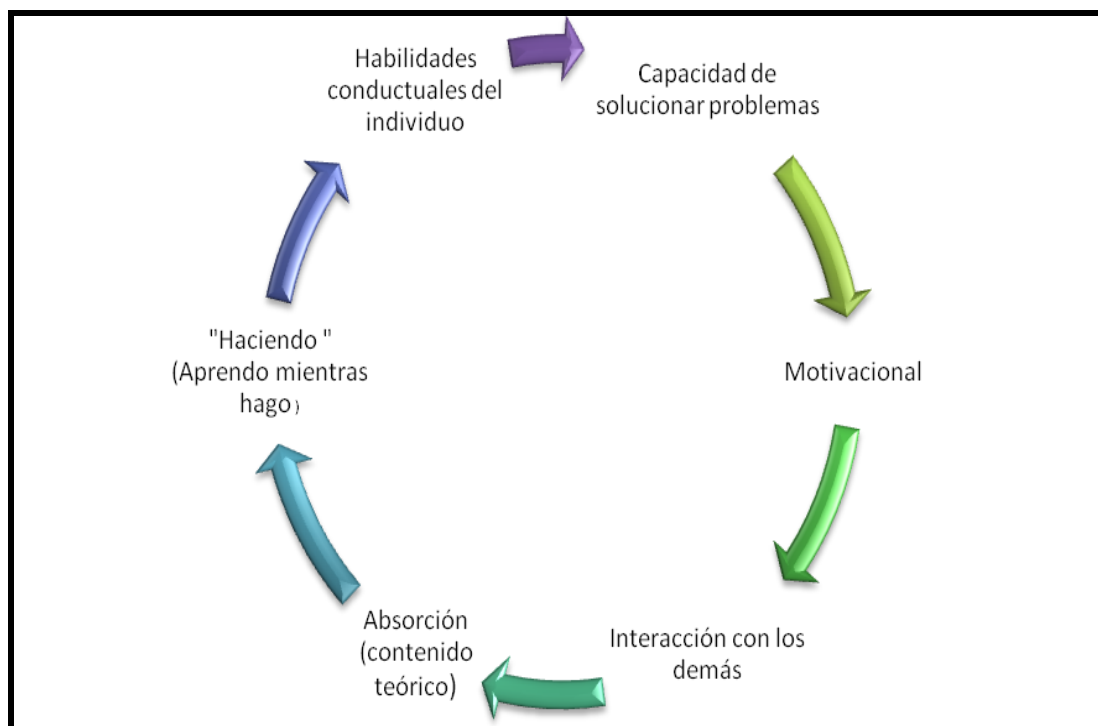 Habilidades
conductuales del
individuo
Capacidad de
solucionar problemas
Motivacional
Interacción con los
demás
Absorción
(contenido
teórico)
"Haciendo "
(Aprendo mientras
hago)